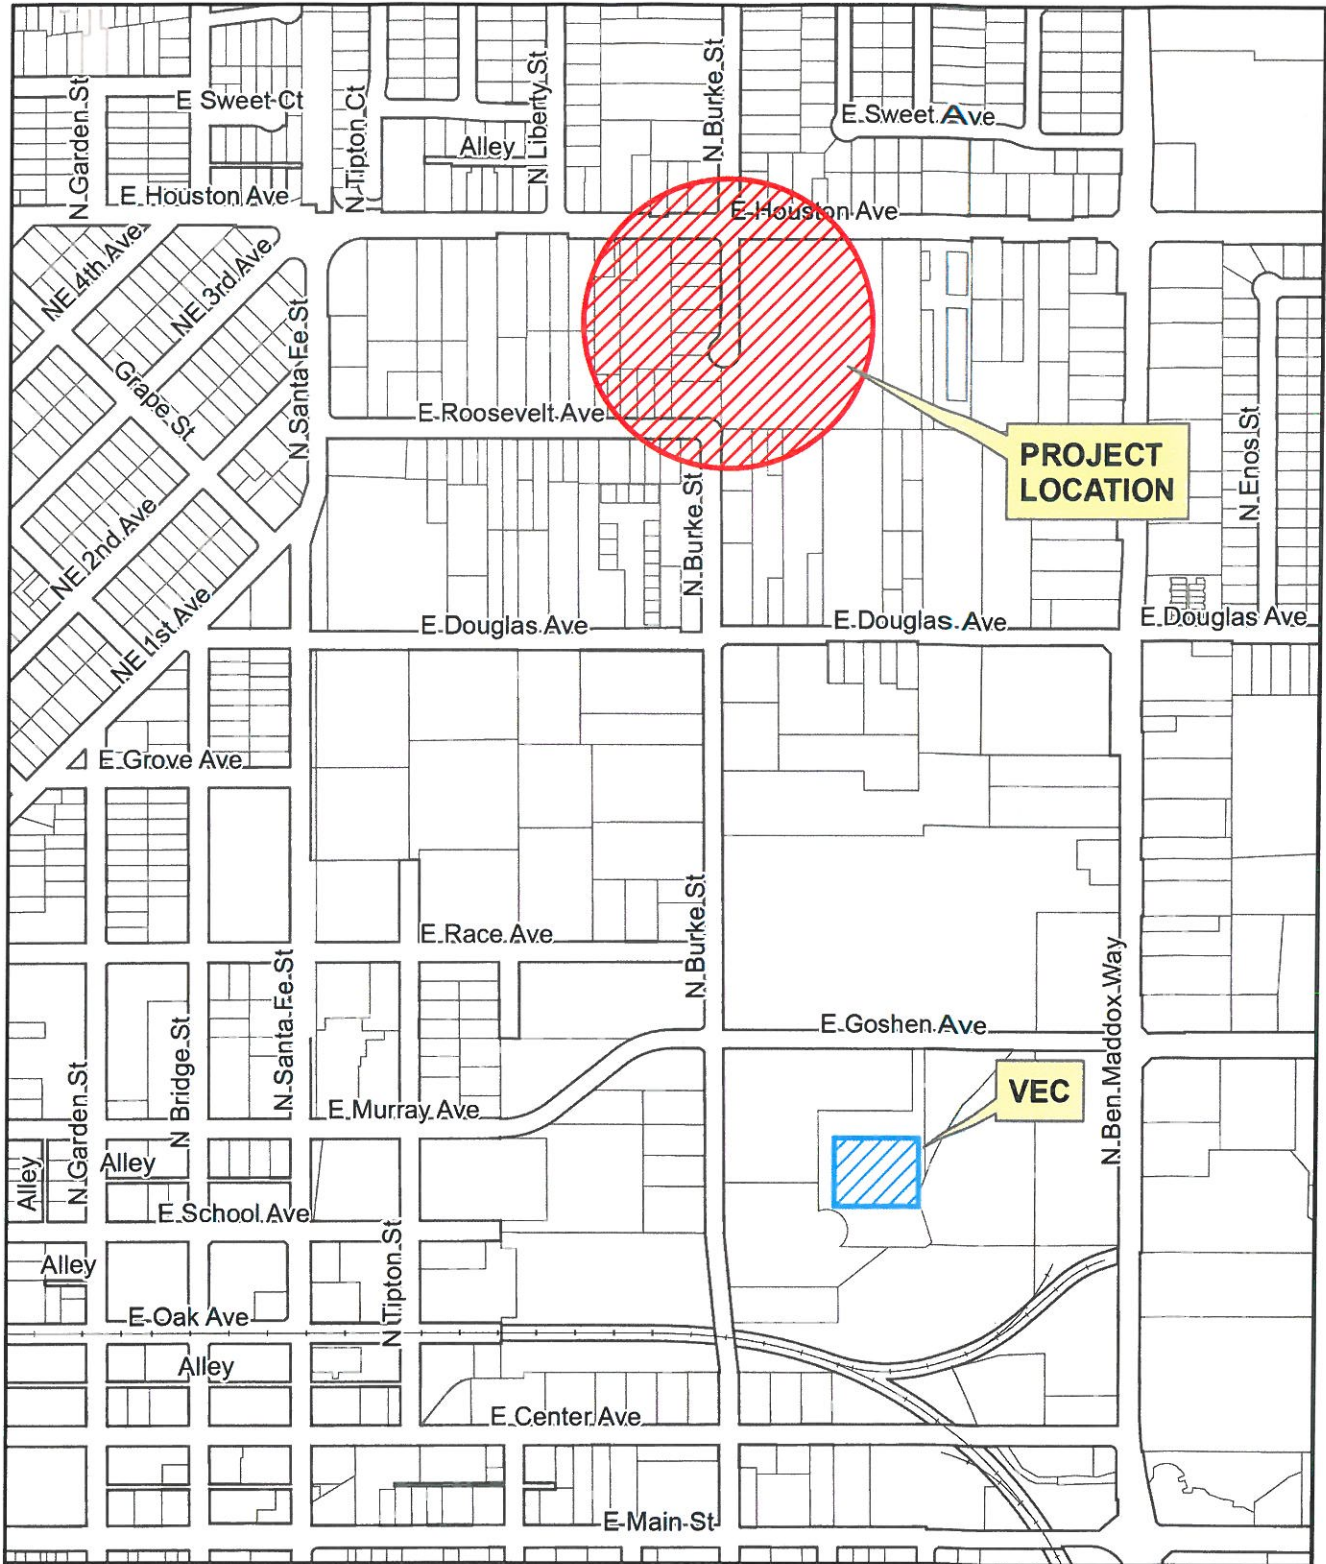 E Sweet Ct
N Garden St
N Tipton Ct
Alley
N Liberty St
N Burke St
E Sweet Ave
E Houston Ave
E Houston Ave
NE 4th Ave
NE 3rd Ave
Grape St
N Santa Fe St
E Roosevelt Ave
PROJECT
LOCATION
N Enos St
N Burke St
NE 2nd Ave
NE 1st Ave
E Douglas Ave
E Douglas Ave
E Douglas Ave
E Grove Ave
E Race Ave
N Burke St
N Santa Fe St
N Bridge St
N Garden St
E Goshen Ave
N Ben Maddox Way
VEC
E Murray Ave
Alley
Alley
E School Ave
N Tipton St
Alley
E Oak Ave
Alley
E Center Ave
E Main St